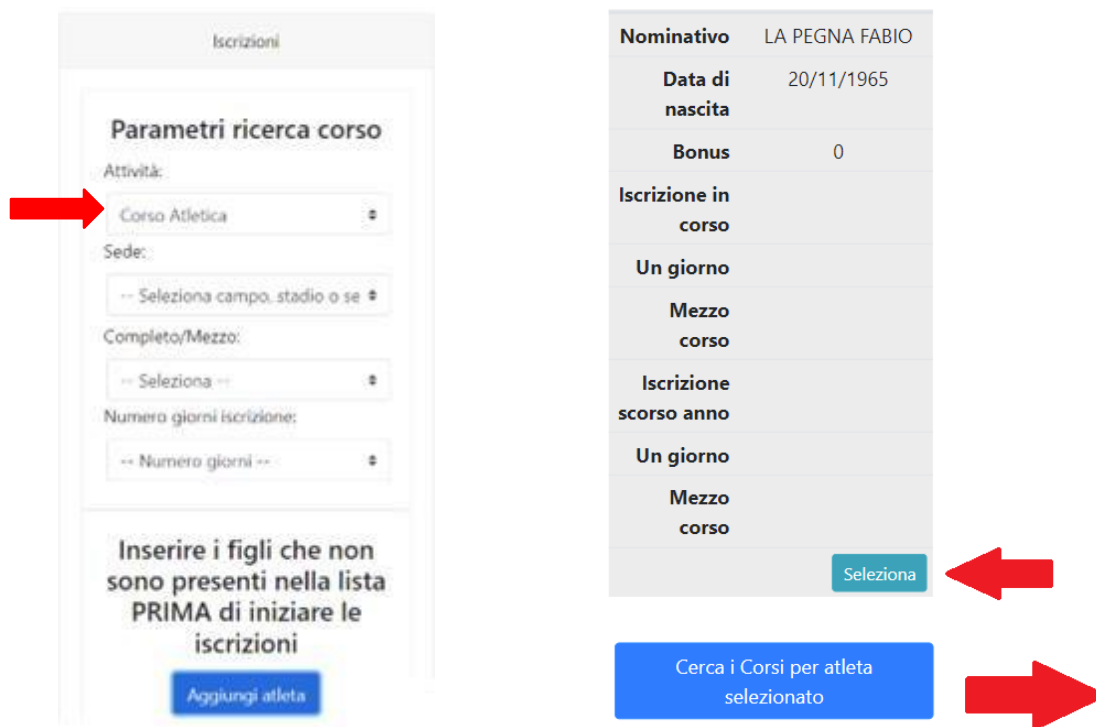 Iscrizioni
Parametri ricerca corso
Attività:
Corso Atletica
Sede:
-- Seleziona campo, stadio o se
Completo/Mezzo:
-- Seleziona --
Numero giorni iscrizione:
-- Numero giorni --
Inserire i figli che non
sono presenti nella lista
PRIMA di iniziare le
iscrizioni
Aggiungi atleta
Nominativo LA PEGNA FABIO
Data di 20/11/1965
nascita
Bonus 0
Iscrizione in
corso
Un giorno
Mezzo
corso
Iscrizione
scorso anno
Un giorno
Mezzo
corso
Seleziona
Cerca i Corsi per atleta
selezionato